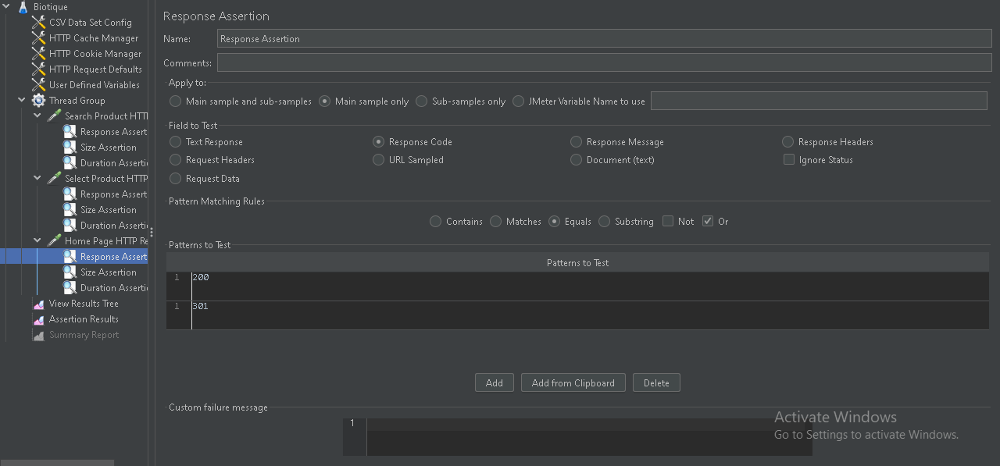 Biotique
CSV Data Set Config
HTTP Cache Manager
HTTP Cookie Manager
HTTP Request Defaults
User Defined Variables
Thread Group
Search Product HTT
Response Assert
Size Assertion
Duration Asserti
Select Product HTTP
Response Assert
Size Assertion
Duration Asserti
Home Page HTTP Re
Response Assert
Size Assertion
Duration Asserti
View Results Tree
Assertion Results
Summary Report
Response Assertion
Name: Response Assertion
Comments:
Apply to:
Main sample and sub-samples Main sample only Sub-samples only JMeter Variable Name to use
Field to Test
Text Response Response Code Response Message Response Headers
Request Headers URL Sampled Document (text) Ignore Status
Request Data
Pattern Matching Rules
Contains Matches Equals Substring Not Or
Patterns to Test
Patterns to Test
1 200
1 301
Add Add from Clipboard Delete
Custom failure message
1
Activate Windows
Go to Settings to activate Windows.